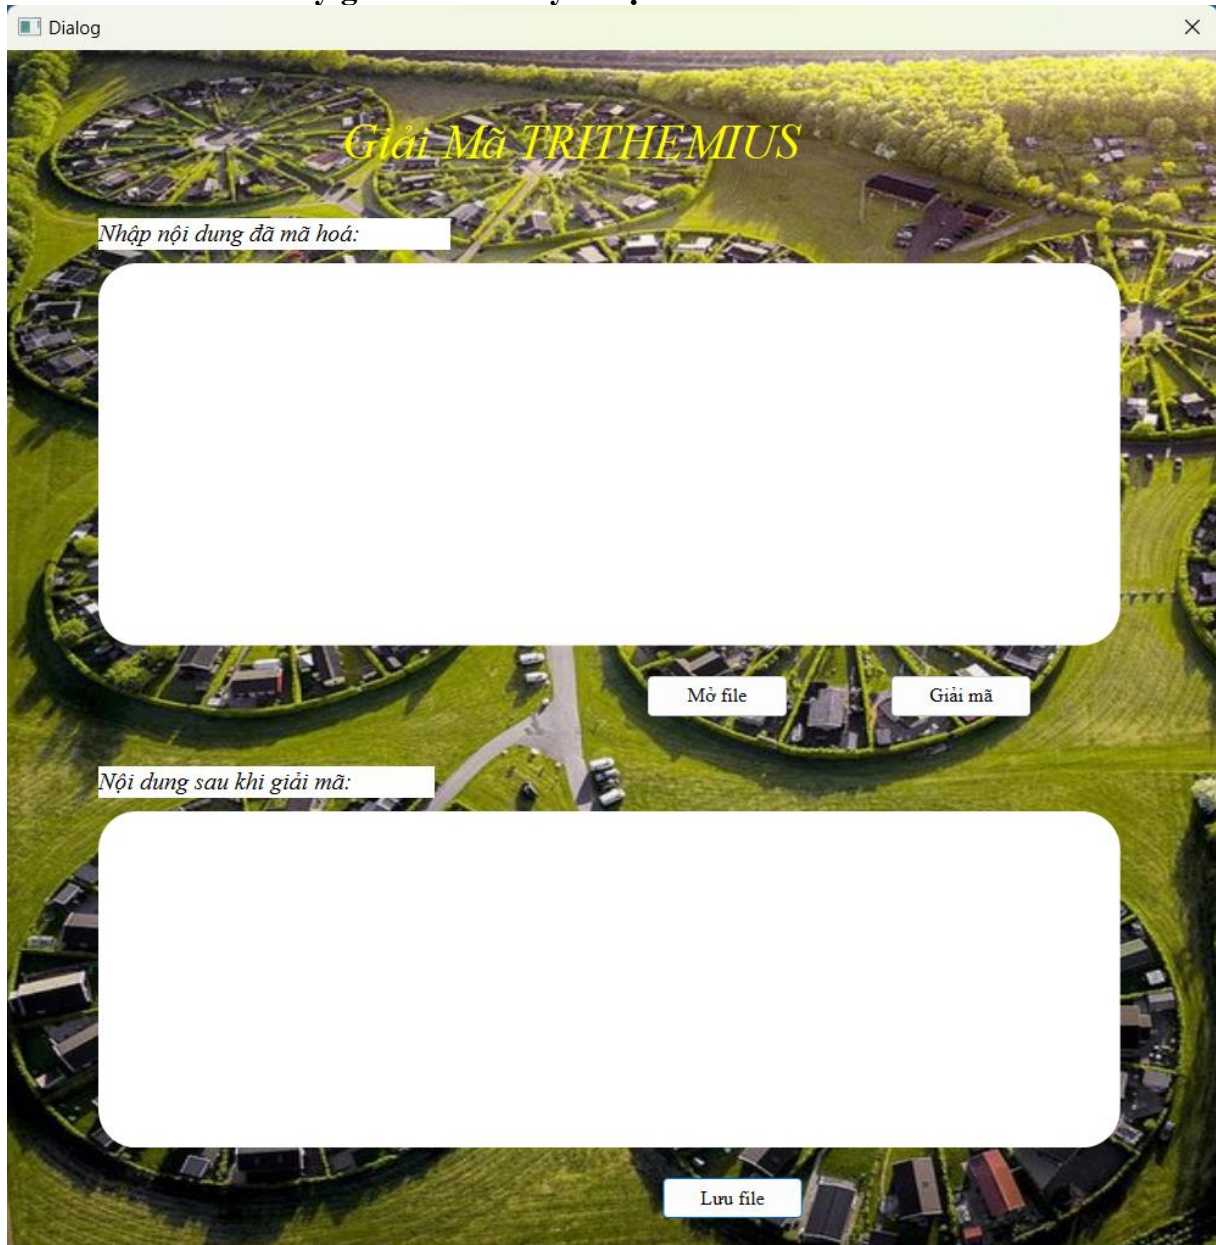 Dialog
Giải Mã TRITHEMIUS
Nhập nội dung đã mã hoá:
Mở file
Giải mã
Nội dung sau khi giải mã:
Lưu file